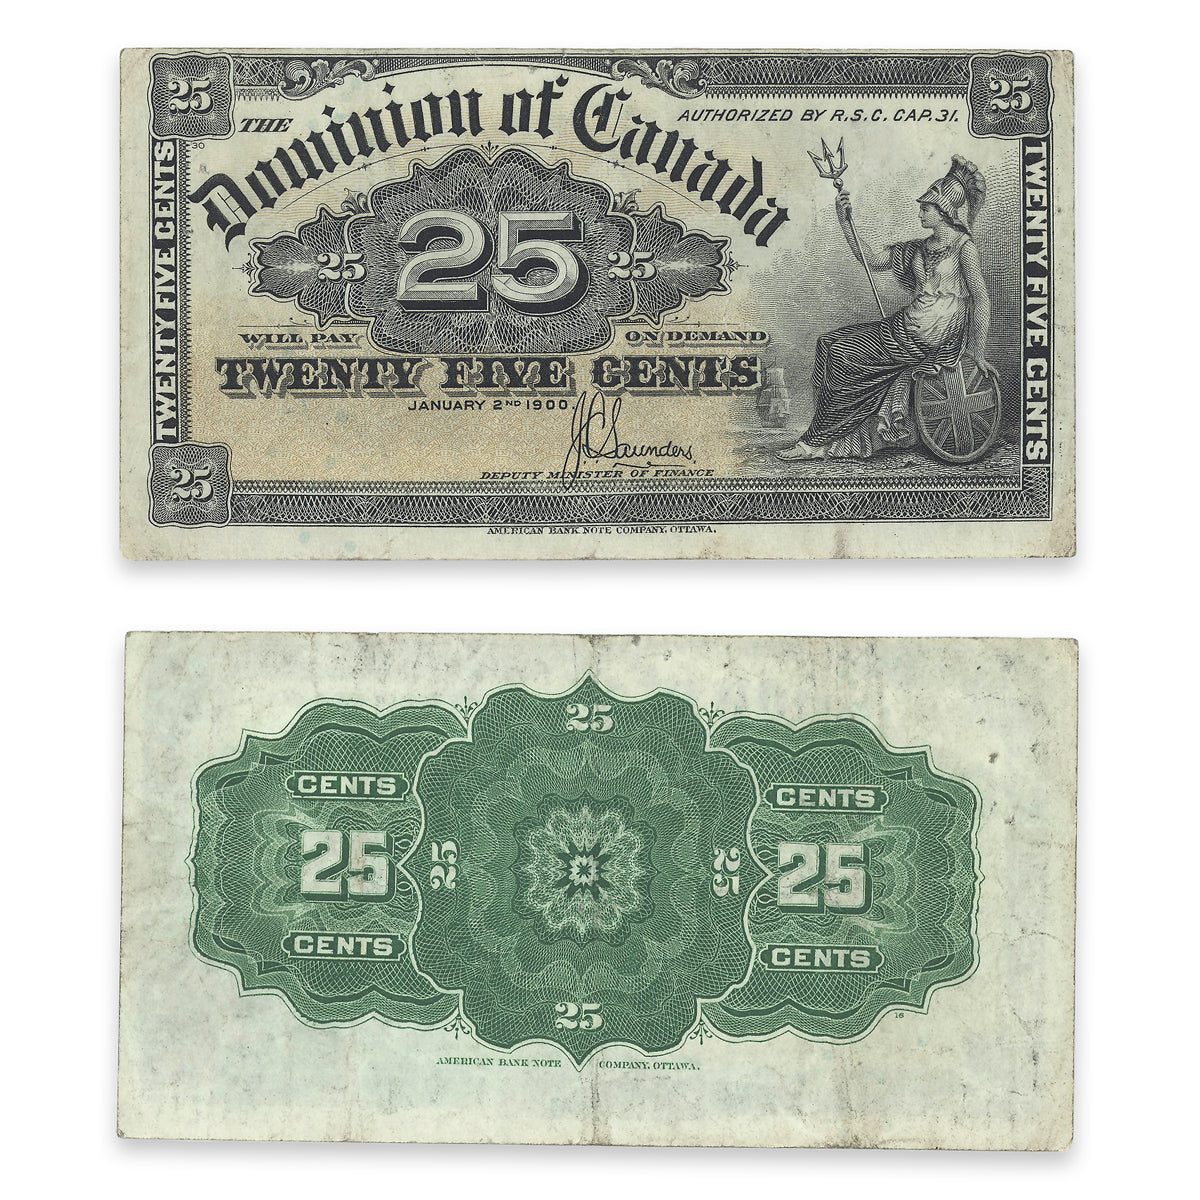 25
25
THE
Dominion of Canada
AUTHORIZED BY R.S.C. CAP. 31.
30
TWENTY FIVE CENTS
TWENTY FIVE CENTS
25
25
25
WILL PAY
ON DEMAND
TWENTY FIVE CENTS
JANUARY 2ND 1900.
J C Saunders
DEPUTY MINISTER OF FINANCE
25
AMERICAN BANK NOTE COMPANY, OTTAWA.
25
CENTS
CENTS
25
25
25
25
CENTS
CENTS
25
16
AMERICAN BANK NOTE COMPANY, OTTAWA.